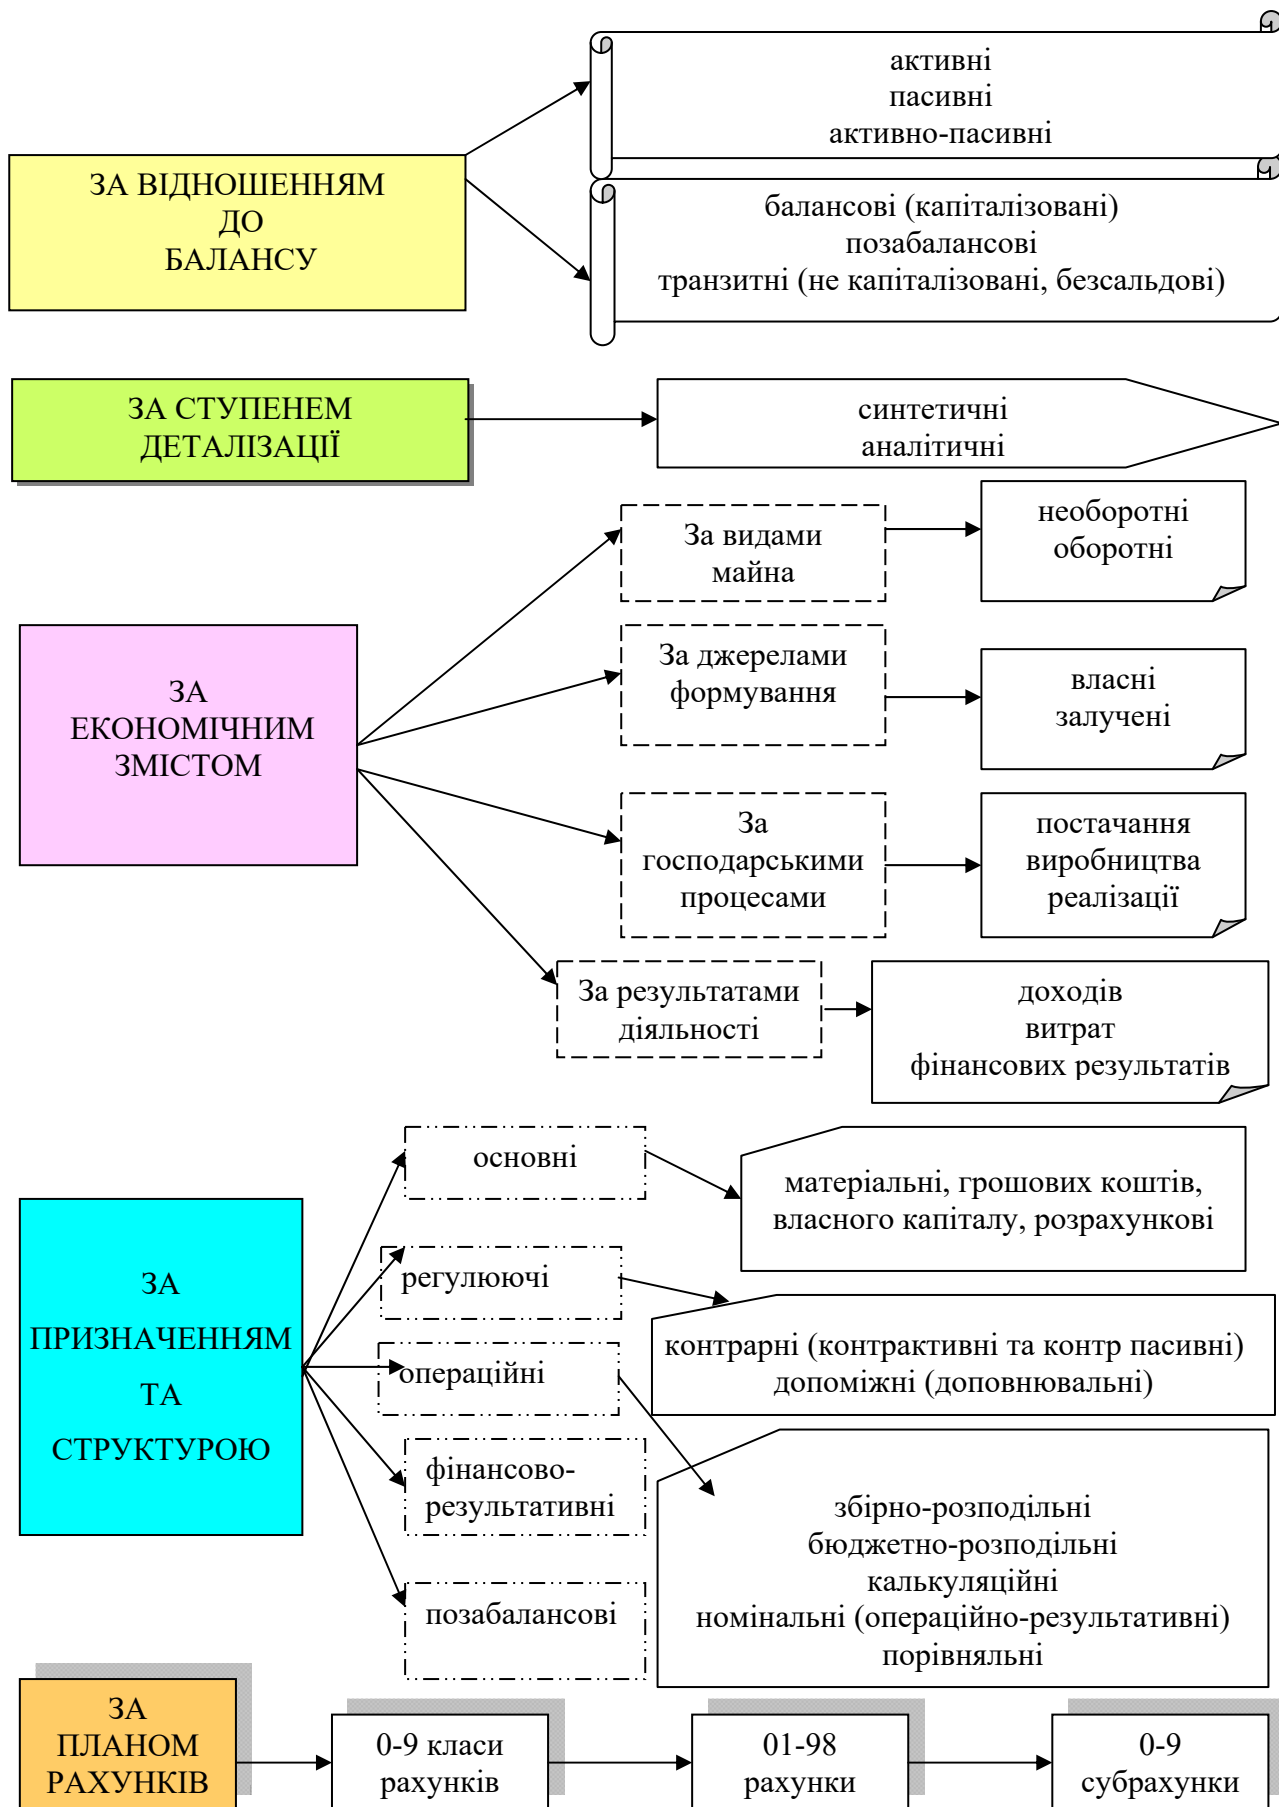 активні
пасивні
активно-пасивні
ЗА ВІДНОШЕННЯМ
ДО
БАЛАНСУ
балансові (капіталізовані)
позабалансові
транзитні (не капіталізовані, безсальдові)
ЗА СТУПЕНЕМ
ДЕТАЛІЗАЦІЇ
синтетичні
аналітичні
ЗА
ЕКОНОМІЧНИМ
ЗМІСТОМ
За видами
майна
необоротні
оборотні
За джерелами
формування
власні
залучені
За
господарськими
процесами
постачання
виробництва
реалізації
За результатами
діяльності
доходів
витрат
фінансових результатів
ЗА
ПРИЗНАЧЕННЯМ
ТА
СТРУКТУРОЮ
основні
матеріальні, грошових коштів,
власного капіталу, розрахункові
регулюючі
контрарні (контрактивні та контр пасивні)
допоміжні (доповнювальні)
операційні
збірно-розподільні
бюджетно-розподільні
калькуляційні
номінальні (операційно-результативні)
порівняльні
фінансово-
результативні
позабалансові
ЗА
ПЛАНОМ
РАХУНКІВ
0-9 класи
рахунків
01-98
рахунки
0-9
субрахунки